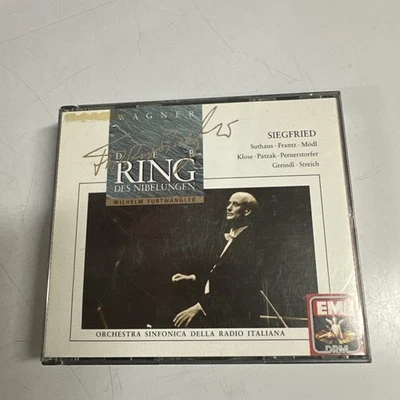 WAGNER
DER
RING
DES NIBELUNGEN
WILHELM FURTWÄNGLER
SIEGFRIED
Suthaus · Frantz · Mödl
Klose · Patzak · Pernerstorfer
Greindl · Streich
ORCHESTRA SINFONICA DELLA RADIO ITALIANA
EMI
DRM